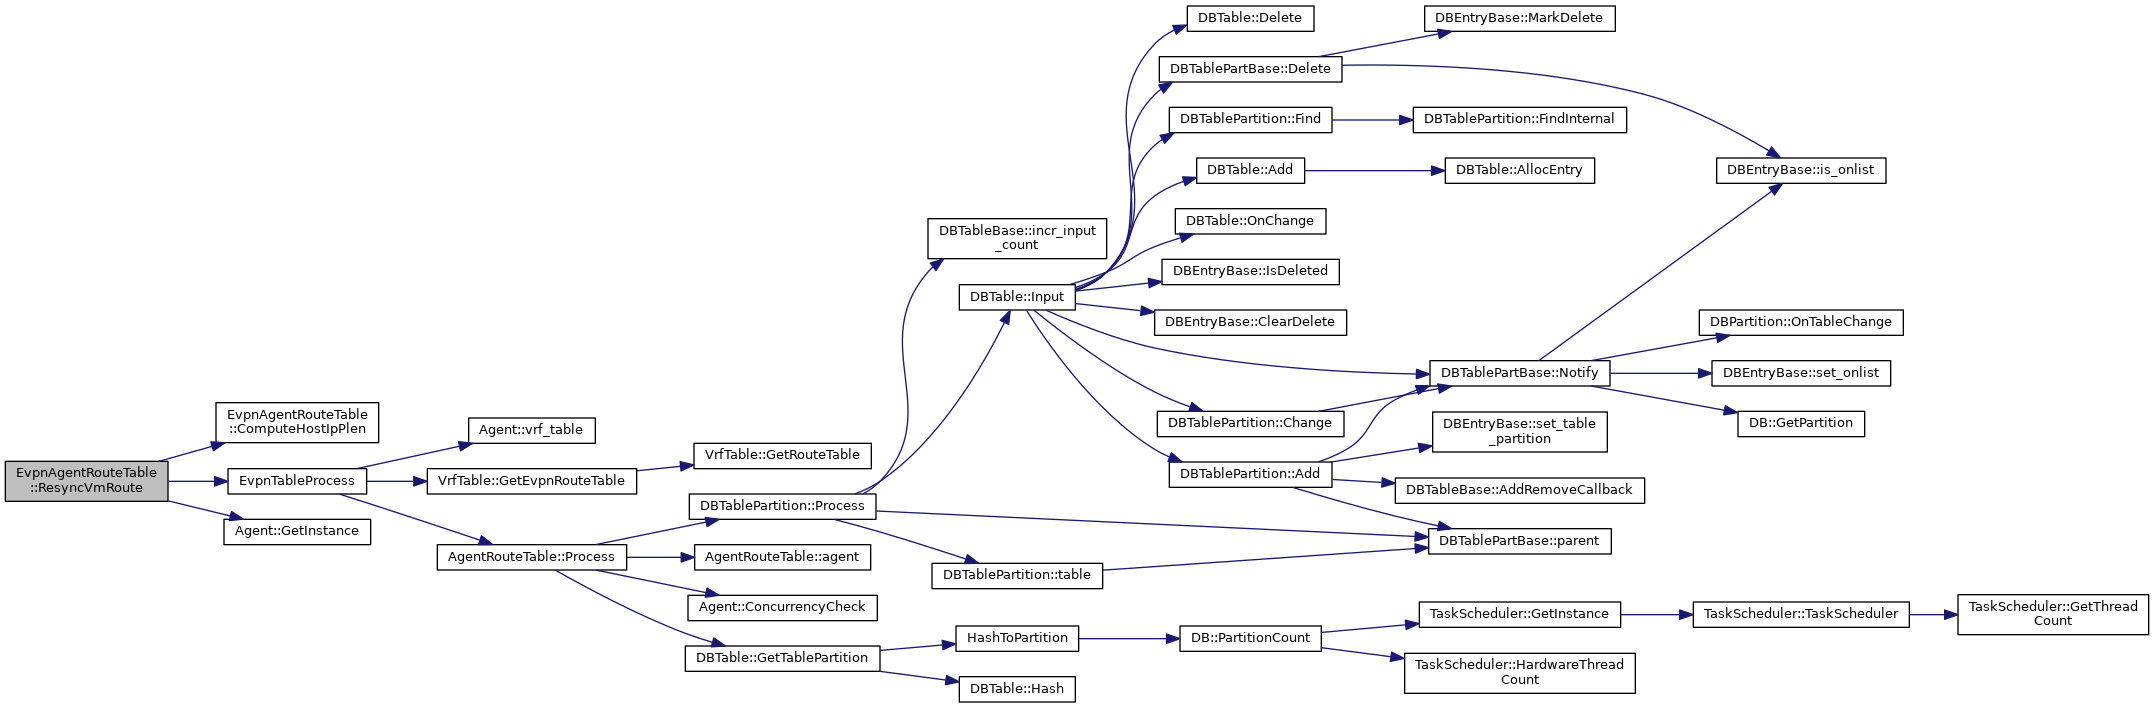 EvpnAgentRouteTable
::ResyncVmRoute
EvpnAgentRouteTable
::ComputeHostIpPlen
EvpnTableProcess
Agent::GetInstance
Agent::vrf_table
VrfTable::GetEvpnRouteTable
AgentRouteTable::Process
VrfTable::GetRouteTable
DBTablePartition::Process
AgentRouteTable::agent
Agent::ConcurrencyCheck
DBTable::GetTablePartition
DBTableBase::incr_input
_count
DBTable::Input
DBTablePartition::table
HashToPartition
DBTable::Hash
DBTable::Delete
DBTablePartBase::Delete
DBTablePartition::Find
DBTable::Add
DBTable::OnChange
DBEntryBase::IsDeleted
DBEntryBase::ClearDelete
DBTablePartition::Change
DBTablePartition::Add
DB::PartitionCount
DBEntryBase::MarkDelete
DBTablePartition::FindInternal
DBTable::AllocEntry
DBTablePartBase::Notify
DBEntryBase::set_table
_partition
DBTableBase::AddRemoveCallback
DBTablePartBase::parent
TaskScheduler::GetInstance
TaskScheduler::HardwareThread
Count
DBEntryBase::is_onlist
DBPartition::OnTableChange
DBEntryBase::set_onlist
DB::GetPartition
TaskScheduler::TaskScheduler
TaskScheduler::GetThread
Count